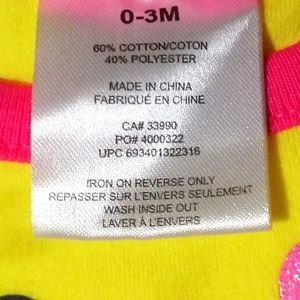 0-3M
60% COTTON/COTON
40% POLYESTER
MADE IN CHINA
FABRIQUÉ EN CHINE
CA# 33990
PO# 4000322
UPC 693401322316
IRON ON REVERSE ONLY
REPASSER SUR L'ENVERS SEULEMENT
WASH INSIDE OUT
LAVER À L'ENVERS